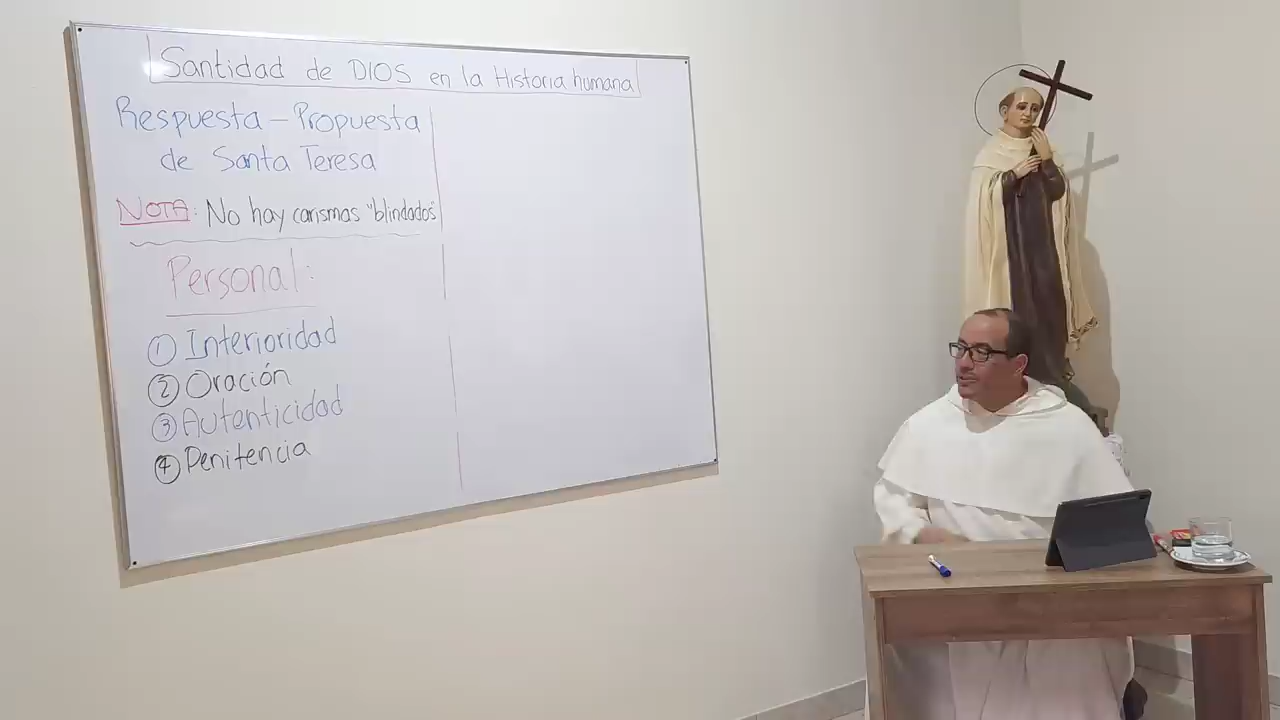 Santidad de DIOS en la Historia humana
Respuesta – Propuesta
de Santa Teresa
NOTA: No hay carismas "blindados"
Personal:
① Interioridad
② Oración
③ Autenticidad
④ Penitencia